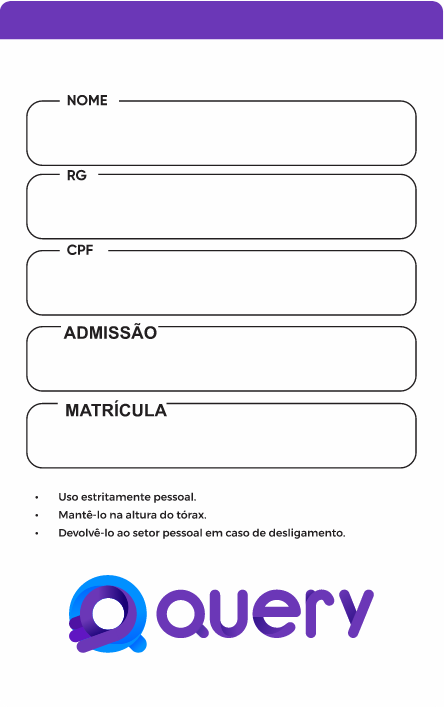 NOME
RG
CPF
ADMISSÃO
MATRÍCULA
• Uso estritamente pessoal.
• Mantê-lo na altura do tórax.
• Devolvê-lo ao setor pessoal em caso de desligamento.
query